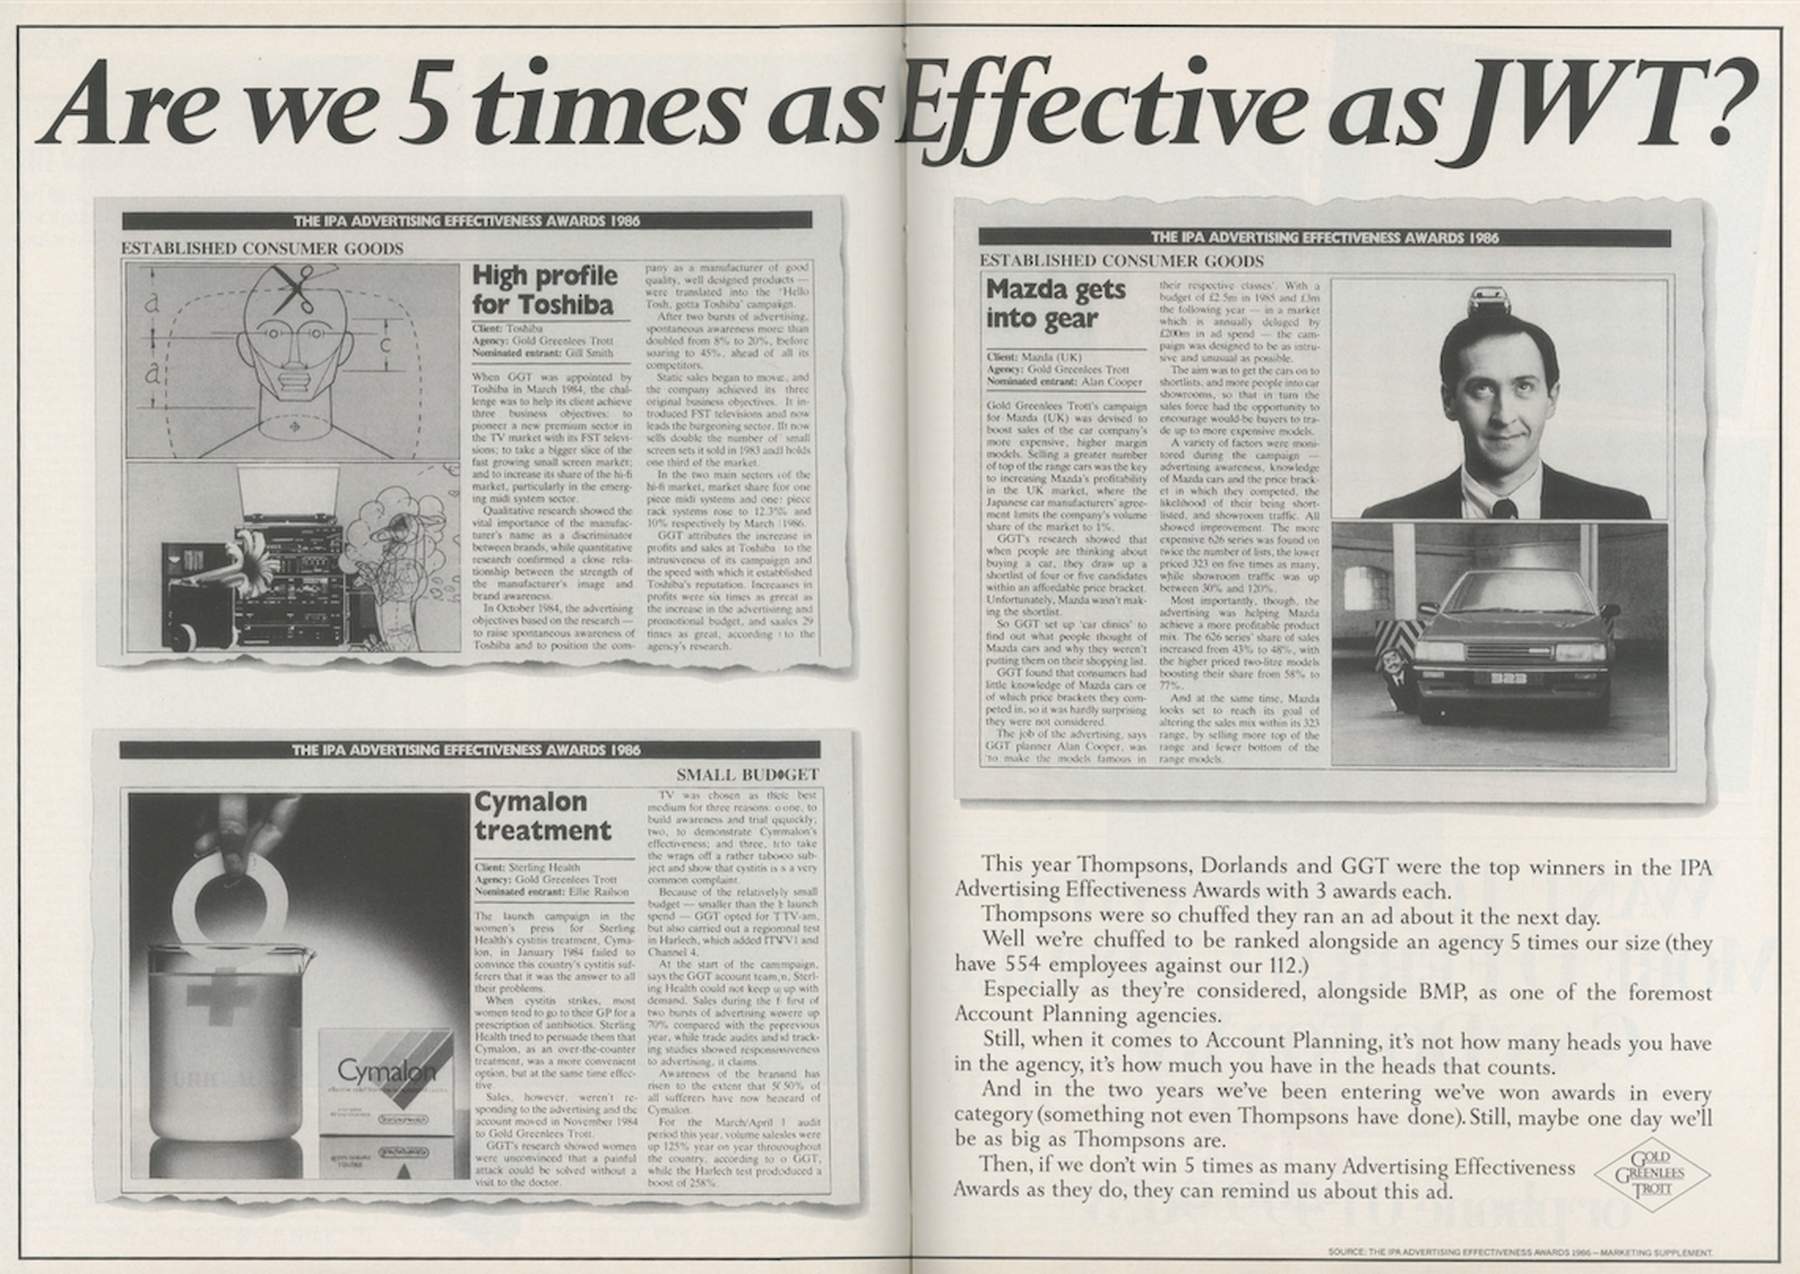 Are we 5 times as Effective as JWT?
THE IPA ADVERTISING EFFECTIVENESS AWARDS 1986
ESTABLISHED CONSUMER GOODS
a
a
c
High profile
for Toshiba
Client: Toshiba
Agency: Gold Greenlees Trott
Nominated entrant: Gill Smith
When GGT was appointed by
Toshiba in March 1984, the chal-
lenge was to help its client achieve
three business objectives: to
pioneer a new premium sector in
the TV market with its FST televi-
sions; to take a bigger slice of the
fast growing small screen market;
and to increase its share of the hi-fi
market, particularly in the emerg-
ing midi system sector.
Qualitative research showed the
vital importance of the manufac-
turer's name as a discriminator
between brands, while quantitative
research confirmed a close rela-
tionship between the strength of
the manufacturer's image and
brand awareness.
In October 1984, the advertising
objectives based on the research —
to raise spontaneous awareness of
Toshiba and to position the com-
pany as a manufacturer of good
quality, well designed products —
were translated into the 'Hello
Tosh, gotta Toshiba' campaign.
After two bursts of advertising,
spontaneous awareness more than
doubled from 8% to 20%, before
soaring to 45%, ahead of all its
competitors.
Static sales began to move, and
the company achieved its three
original business objectives. It in-
troduced FST televisions and now
leads the burgeoning sector. It now
sells double the number of small
screen sets it sold in 1983 and holds
one third of the market.
In the two main sectors of the
hi-fi market, market share for one
piece midi systems and one piece
rack systems rose to 12.3% and
10% respectively by March 1986.
GGT attributes the increase in
profits and sales at Toshiba to the
intrusiveness of its campaign and
the speed with which it established
Toshiba's reputation. Increases in
profits were six times as great as
the increase in the advertising and
promotional budget, and sales 29
times as great, according to the
agency's research.
THE IPA ADVERTISING EFFECTIVENESS AWARDS 1986
SMALL BUDGET
Cymalon
Cymalon
treatment
Client: Sterling Health
Agency: Gold Greenlees Trott
Nominated entrant: Ellie Railson
The launch campaign in the
women's press for Sterling
Health's cystitis treatment, Cyma-
lon, in January 1984 failed to
convince this country's cystitis suf-
ferers that it was the answer to all
their problems.
When cystitis strikes, most
women tend to go to their GP for a
prescription of antibiotics. Sterling
Health tried to persuade them that
Cymalon, as an over-the-counter
treatment, was a more convenient
option, but at the same time effec-
tive.
Sales, however, weren't re-
sponding to the advertising and the
account moved in November 1984
to Gold Greenlees Trott.
GGT's research showed women
were unconvinced that a painful
attack could be solved without a
visit to the doctor.
TV was chosen as their best
medium for three reasons: one, to
build awareness and trial quickly;
two, to demonstrate Cymalon's
effectiveness; and three, to take
the wraps off a rather taboo sub-
ject and show that cystitis is a very
common complaint.
Because of the relatively small
budget — smaller than the launch
spend — GGT opted for TV-am,
but also carried out a regional test
in Harlech, which added ITV1 and
Channel 4.
At the start of the campaign,
says the GGT account team, Sterl-
ing Health could not keep up with
demand. Sales during the first of
two bursts of advertising were up
70% compared with the previous
year, while trade audits and track-
ing studies showed responsiveness
to advertising, it claims.
Awareness of the brand has
risen to the extent that 50% of
all sufferers have now heard of
Cymalon.
For the March/April audit
period this year, volume sales were
up 125% year on year throughout
the country, according to GGT,
while the Harlech test produced a
boost of 258%.
THE IPA ADVERTISING EFFECTIVENESS AWARDS 1986
ESTABLISHED CONSUMER GOODS
Mazda gets
into gear
Client: Mazda (UK)
Agency: Gold Greenlees Trott
Nominated entrant: Alan Cooper
Gold Greenlees Trott's campaign
for Mazda (UK) was devised to
boost sales of the car company's
more expensive, higher margin
models. Selling a greater number
of top of the range cars was the key
to increasing Mazda's profitability
in the UK market, where the
Japanese car manufacturers' agree-
ment limits the company's volume
share of the market to 1%.
GGT's research showed that
when people are thinking about
buying a car, they draw up a
shortlist of four or five candidates
within an affordable price bracket.
Unfortunately, Mazda wasn't mak-
ing the shortlist.
So GGT set up 'car clinics' to
find out what people thought of
Mazda cars and why they weren't
putting them on their shopping list.
GGT found that consumers had
little knowledge of Mazda cars or
of which price brackets they com-
peted in, so it was hardly surprising
they were not considered.
The job of the advertising, says
GGT planner Alan Cooper, was
'to make the models famous in
their respective classes'. With a
budget of £2.5m in 1985 and £3m
the following year — in a market
which is annually deluged by
£200m in ad spend — the cam-
paign was designed to be as intru-
sive and unusual as possible.
The aim was to get the cars on to
shortlists, and more people into car
showrooms, so that in turn the
sales force had the opportunity to
encourage would-be buyers to tra-
de up to more expensive models.
A variety of factors were moni-
tored during the campaign —
advertising awareness, knowledge
of Mazda cars and the price brack-
et in which they competed, the
likelihood of their being short-
listed, and showroom traffic. All
showed improvement. The more
expensive 626 series was found on
twice the number of lists, the lower
priced 323 on five times as many,
while showroom traffic was up
between 30% and 120%.
Most importantly, though, the
advertising was helping Mazda
achieve a more profitable product
mix. The 626 series' share of sales
increased from 43% to 48%, with
the higher priced two-litre models
boosting their share from 58% to
77%.
And at the same time, Mazda
looks set to reach its goal of
altering the sales mix within its 323
range, by selling more top of the
range and fewer bottom of the
range models.
This year Thompsons, Dorlands and GGT were the top winners in the IPA
Advertising Effectiveness Awards with 3 awards each.
Thompsons were so chuffed they ran an ad about it the next day.
Well we're chuffed to be ranked alongside an agency 5 times our size (they
have 554 employees against our 112.)
Especially as they're considered, alongside BMP, as one of the foremost
Account Planning agencies.
Still, when it comes to Account Planning, it's not how many heads you have
in the agency, it's how much you have in the heads that counts.
And in the two years we've been entering we've won awards in every
category (something not even Thompsons have done). Still, maybe one day we'll
be as big as Thompsons are.
Then, if we don't win 5 times as many Advertising Effectiveness
Awards as they do, they can remind us about this ad.
GOLD
GREENLEES
TROTT
SOURCE: THE IPA ADVERTISING EFFECTIVENESS AWARDS 1986 – MARKETING SUPPLEMENT.